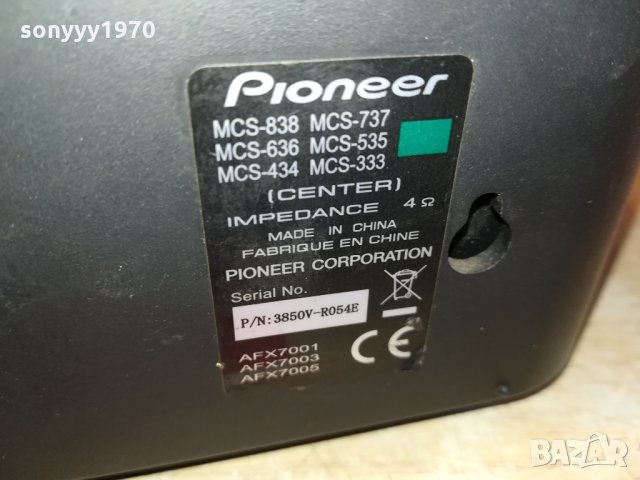 sonyyy1970
Pioneer
MCS-838 MCS-737
MCS-636 MCS-535
MCS-434 MCS-333
(CENTER)
IMPEDANCE 4Ω
MADE IN CHINA
FABRIQUE EN CHINE
PIONEER CORPORATION
Serial No.
P/N:3850V-R054E
AFX7001
AFX7003
AFX7005
CE
BAZAR